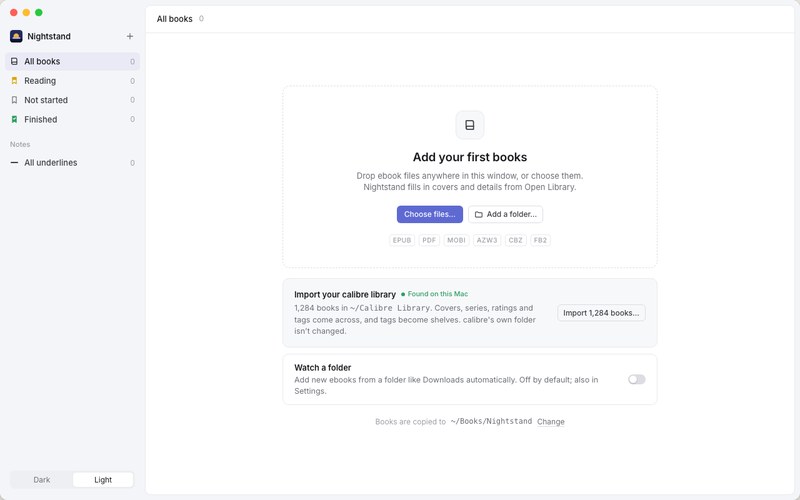 Nightstand
All books 0
Reading 0
Not started 0
Finished 0
Notes
All underlines 0
Dark Light
All books 0
Add your first books
Drop ebook files anywhere in this window, or choose them.
Nightstand fills in covers and details from Open Library.
Choose files... Add a folder...
EPUB PDF MOBI AZW3 CBZ FB2
Import your calibre library Found on this Mac
1,284 books in ~/Calibre Library. Covers, series, ratings and
tags come across, and tags become shelves. calibre's own folder
isn't changed.
Import 1,284 books...
Watch a folder
Add new ebooks from a folder like Downloads automatically. Off by default; also in
Settings.
Books are copied to ~/Books/Nightstand Change